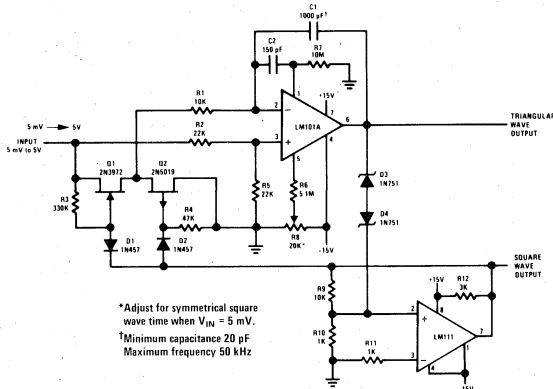 C1
1000 pF†
C2
150 pF
R7
10M
R1
10K
+15V
5 mV → 5V
2
1
7
TRIANGULAR
WAVE
OUTPUT
INPUT
5 mV to 5V
R2
22K
LM101A
6
3
4
5
Q1
2N3972
Q2
2N5019
R3
330K
R4
47K
R5
22K
R6
5.1M
R8
20K*
-15V
D3
1N751
D4
1N751
D1
1N457
D2
1N457
SQUARE
WAVE
OUTPUT
R9
10K
+15V
R12
3K
*Adjust for symmetrical square
wave time when VIN = 5 mV.
†Minimum capacitance 20 pF
Maximum frequency 50 kHz
2
8
LM111
7
R10
1K
R11
1K
3
1
4
-15V